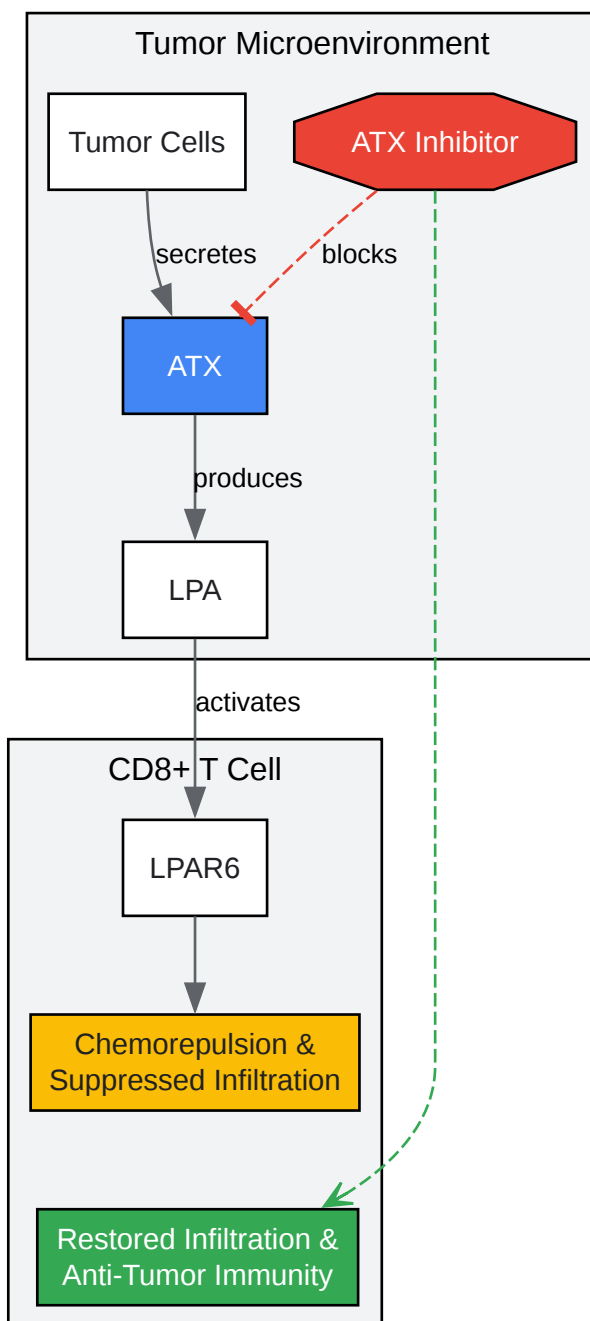 Tumor Microenvironment
Tumor Cells
ATX Inhibitor
secretes
blocks
ATX
produces
LPA
activates
CD8+ T Cell
LPAR6
Chemorepulsion &
Suppressed Infiltration
Restored Infiltration &
Anti-Tumor Immunity